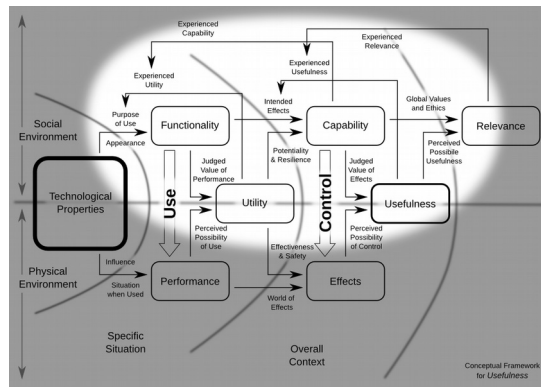 Experienced
Capability
Experienced
Relevance
Experienced
Utility
Experienced
Usefulness
Purpose
of Use
Intended
Effects
Global Values
and Ethics
Social
Environment
Appearance
Functionality
Capability
Relevance
Technological
Properties
Judged
Value of
Performance
Potentiality
& Resilience
Judged
Value of
Effects
Perceived
Possibile
Usefulness
Use
Utility
Control
Usefulness
Perceived
Possibility
of Use
Effectiveness
& Safety
Perceived
Possibility
of Control
Physical
Environment
Influence
Situation
when Used
Performance
World of
Effects
Effects
Specific
Situation
Overall
Context
Conceptual Framework
for Usefulness